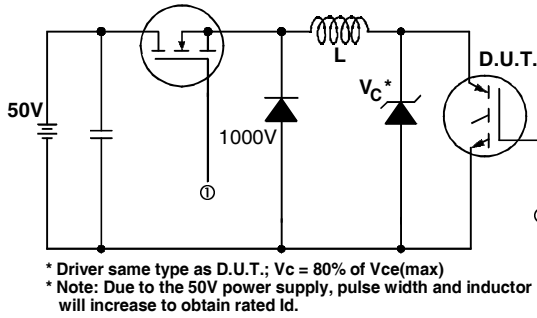 D.U.T.
L
V_C *
50V
1000V
①
* Driver same type as D.U.T.; Vc = 80% of Vce(max)
* Note: Due to the 50V power supply, pulse width and inductor
will increase to obtain rated Id.